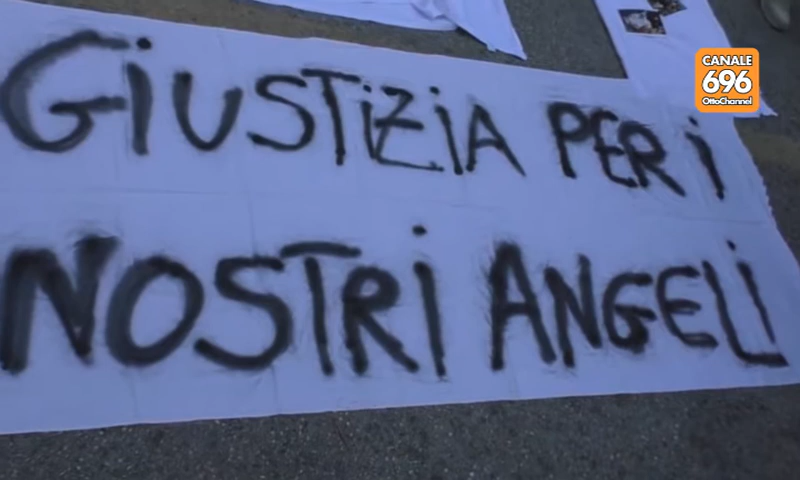 CANALE
696
OttoChannel
GiUSTiZiA PER i
NOSTRi ANGELi